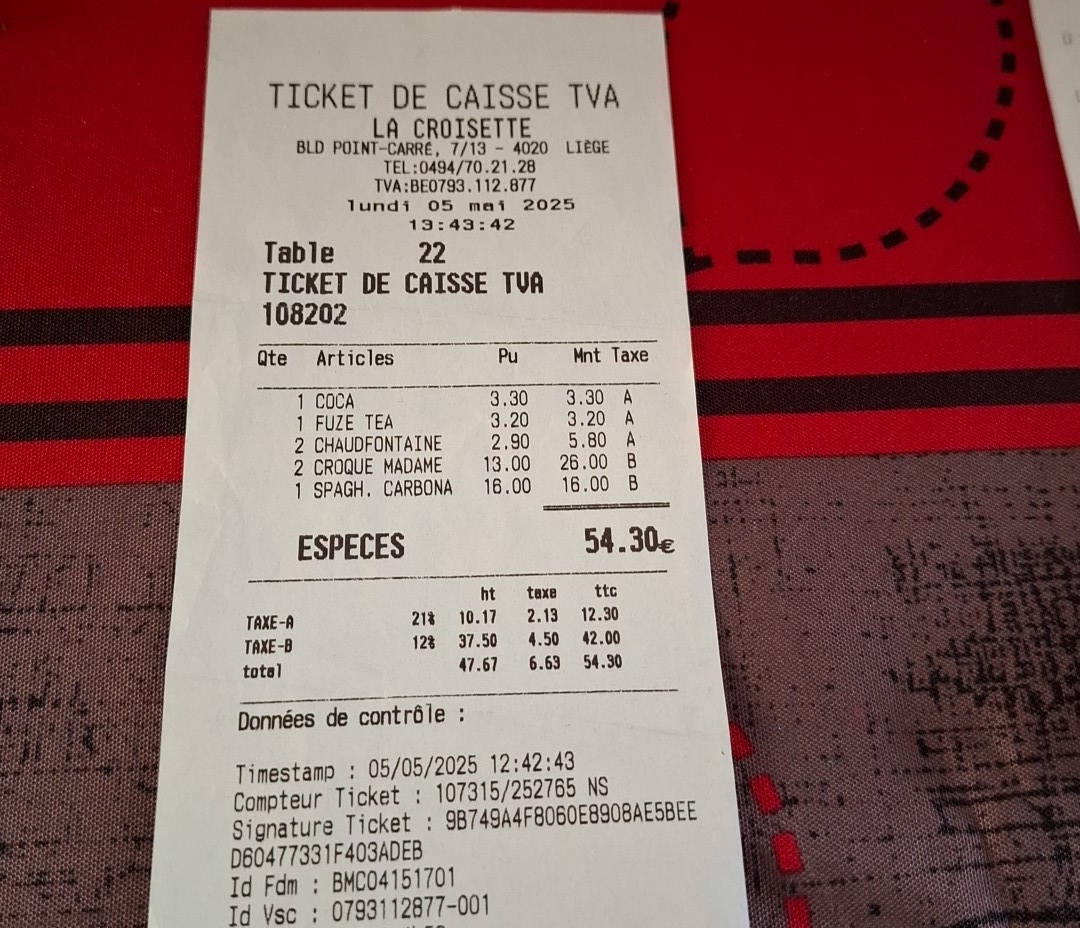 TICKET DE CAISSE TVA
LA CROISETTE
BLD POINT-CARRÉ, 7/13 - 4020 LIÈGE
TEL:0494/70.21.28
TVA:BE0793.112.877
lundi 05 mai 2025
13:43:42
Table 22
TICKET DE CAISSE TVA
108202
Qte Articles Pu Mnt Taxe
1 COCA 3.30 3.30 A
1 FUZE TEA 3.20 3.20 A
2 CHAUDFONTAINE 2.90 5.80 A
2 CROQUE MADAME 13.00 26.00 B
1 SPAGH. CARBONA 16.00 16.00 B
ESPECES 54.30€
ht taxe ttc
TAXE-A 21% 10.17 2.13 12.30
TAXE-B 12% 37.50 4.50 42.00
total 47.67 6.63 54.30
Données de contrôle :
Timestamp : 05/05/2025 12:42:43
Compteur Ticket : 107315/252765 NS
Signature Ticket : 9B749A4F8060E8908AE5BEE
D60477331F403ADEB
Id Fdm : BMC04151701
Id Vsc : 0793112877-001